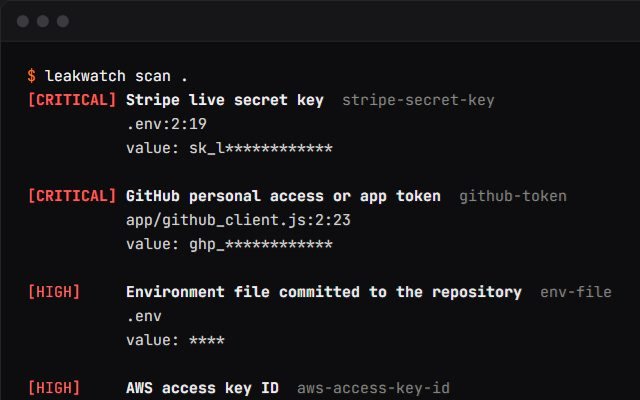 $ leakwatch scan .
[CRITICAL] Stripe live secret key  stripe-secret-key
.env:2:19
value: sk_l************
[CRITICAL] GitHub personal access or app token  github-token
app/github_client.js:2:23
value: ghp_************
[HIGH] Environment file committed to the repository  env-file
.env
value: ****
[HIGH] AWS access key ID  aws-access-key-id